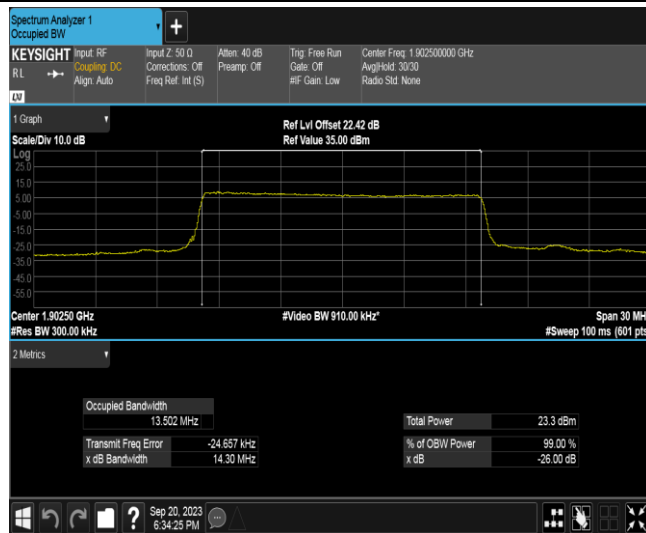 Spectrum Analyzer 1
Occupied BW
+
KEYSIGHT
RL
Input: RF
Coupling: DC
Align: Auto
Input Z: 50 Ω
Corrections: Off
Freq Ref: Int (S)
Atten: 40 dB
Preamp: Off
Trig: Free Run
Gate: Off
#IF Gain: Low
Center Freq: 1.902500000 GHz
Avg|Hold: 30/30
Radio Std: None
LXI
1 Graph
Scale/Div 10.0 dB
Ref Lvl Offset 22.42 dB
Ref Value 35.00 dBm
Log
25.0
15.0
5.00
-5.00
-15.0
-25.0
-35.0
-45.0
-55.0
Center 1.90250 GHz
#Res BW 300.00 kHz
#Video BW 910.00 kHz*
Span 30 MH
#Sweep 100 ms (601 pts
2 Metrics
Occupied Bandwidth
13.502 MHz
Transmit Freq Error -24.657 kHz
x dB Bandwidth 14.30 MHz
Total Power 23.3 dBm
% of OBW Power 99.00 %
x dB -26.00 dB
?
Sep 20, 2023
6:34:25 PM